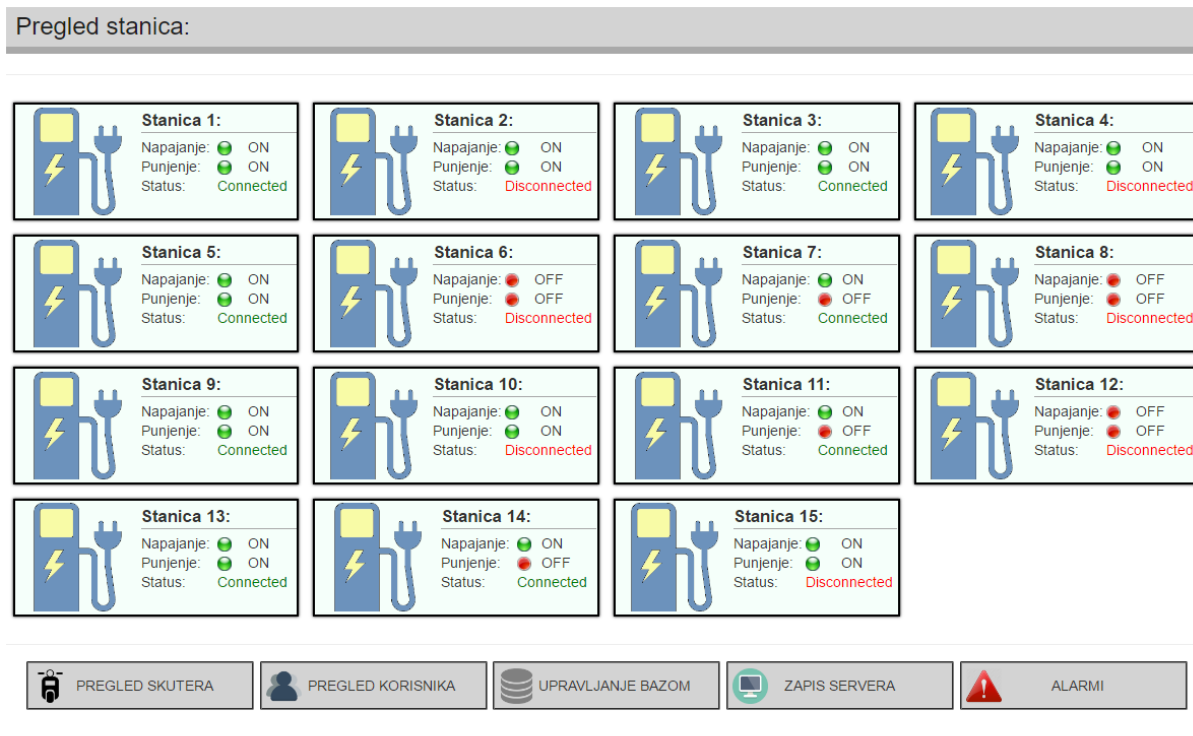 Pregled stanica:
Stanica 1:
Napajanje: ON
Punjenje: ON
Status: Connected
Stanica 2:
Napajanje: ON
Punjenje: ON
Status: Disconnected
Stanica 3:
Napajanje: ON
Punjenje: ON
Status: Connected
Stanica 4:
Napajanje: ON
Punjenje: ON
Status: Disconnected
Stanica 5:
Napajanje: ON
Punjenje: ON
Status: Connected
Stanica 6:
Napajanje: OFF
Punjenje: OFF
Status: Disconnected
Stanica 7:
Napajanje: ON
Punjenje: OFF
Status: Connected
Stanica 8:
Napajanje: OFF
Punjenje: OFF
Status: Disconnected
Stanica 9:
Napajanje: ON
Punjenje: ON
Status: Connected
Stanica 10:
Napajanje: ON
Punjenje: ON
Status: Disconnected
Stanica 11:
Napajanje: ON
Punjenje: OFF
Status: Connected
Stanica 12:
Napajanje: OFF
Punjenje: OFF
Status: Disconnected
Stanica 13:
Napajanje: ON
Punjenje: ON
Status: Connected
Stanica 14:
Napajanje: ON
Punjenje: OFF
Status: Connected
Stanica 15:
Napajanje: ON
Punjenje: ON
Status: Disconnected
PREGLED SKUTERA
PREGLED KORISNIKA
UPRAVLJANJE BAZOM
ZAPIS SERVERA
ALARMI